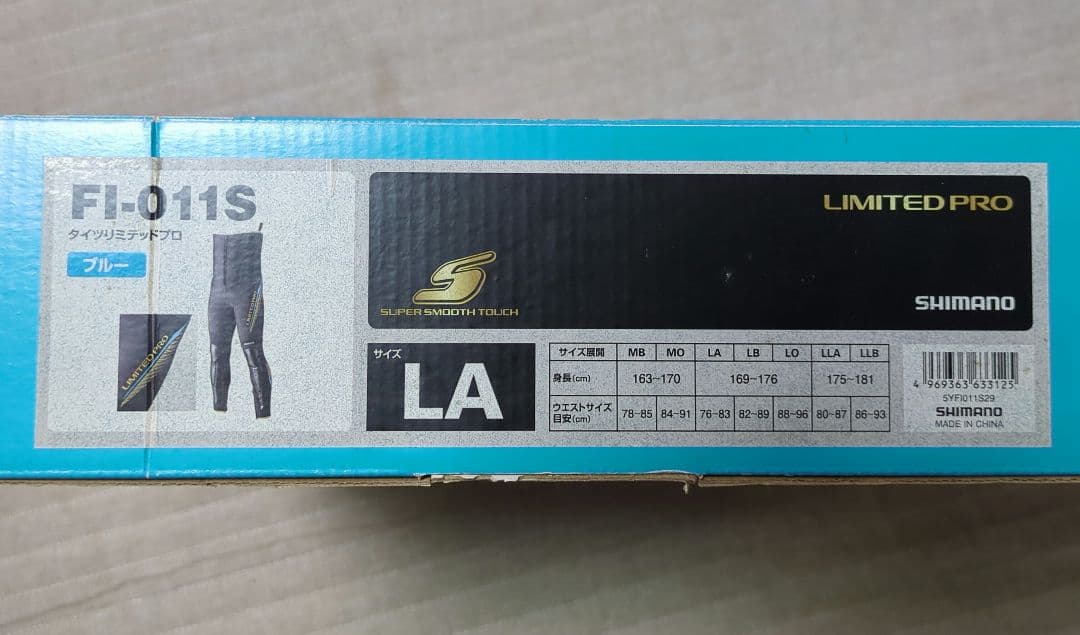 FI-011S
タイツリミテッドプロ
ブルー
LIMITED PRO
LIMITED PRO
SUPER SMOOTH TOUCH
SHIMANO
サイズ
LA
サイズ展開 MB MO LA LB LO LLA LLB
身長(cm) 163~170 169~176 175~181
ウエストサイズ目安(cm) 78~85 84~91 76~83 82~89 88~96 80~87 86~93
4 969363 633125
5YFI011S29
SHIMANO
MADE IN CHINA